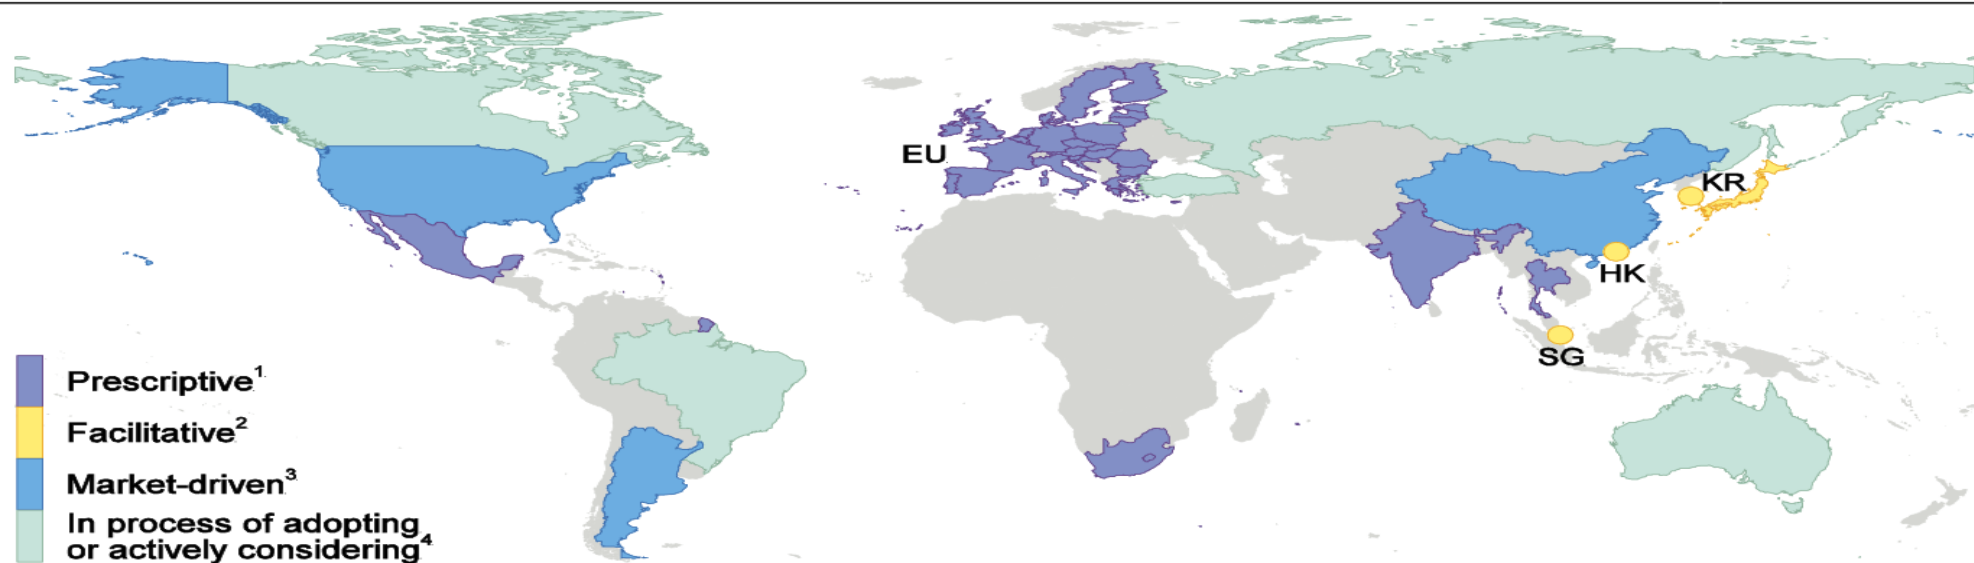 EU
KR
HK
SG
Prescriptive¹
Facilitative²
Market-driven³
In process of adopting
or actively considering⁴